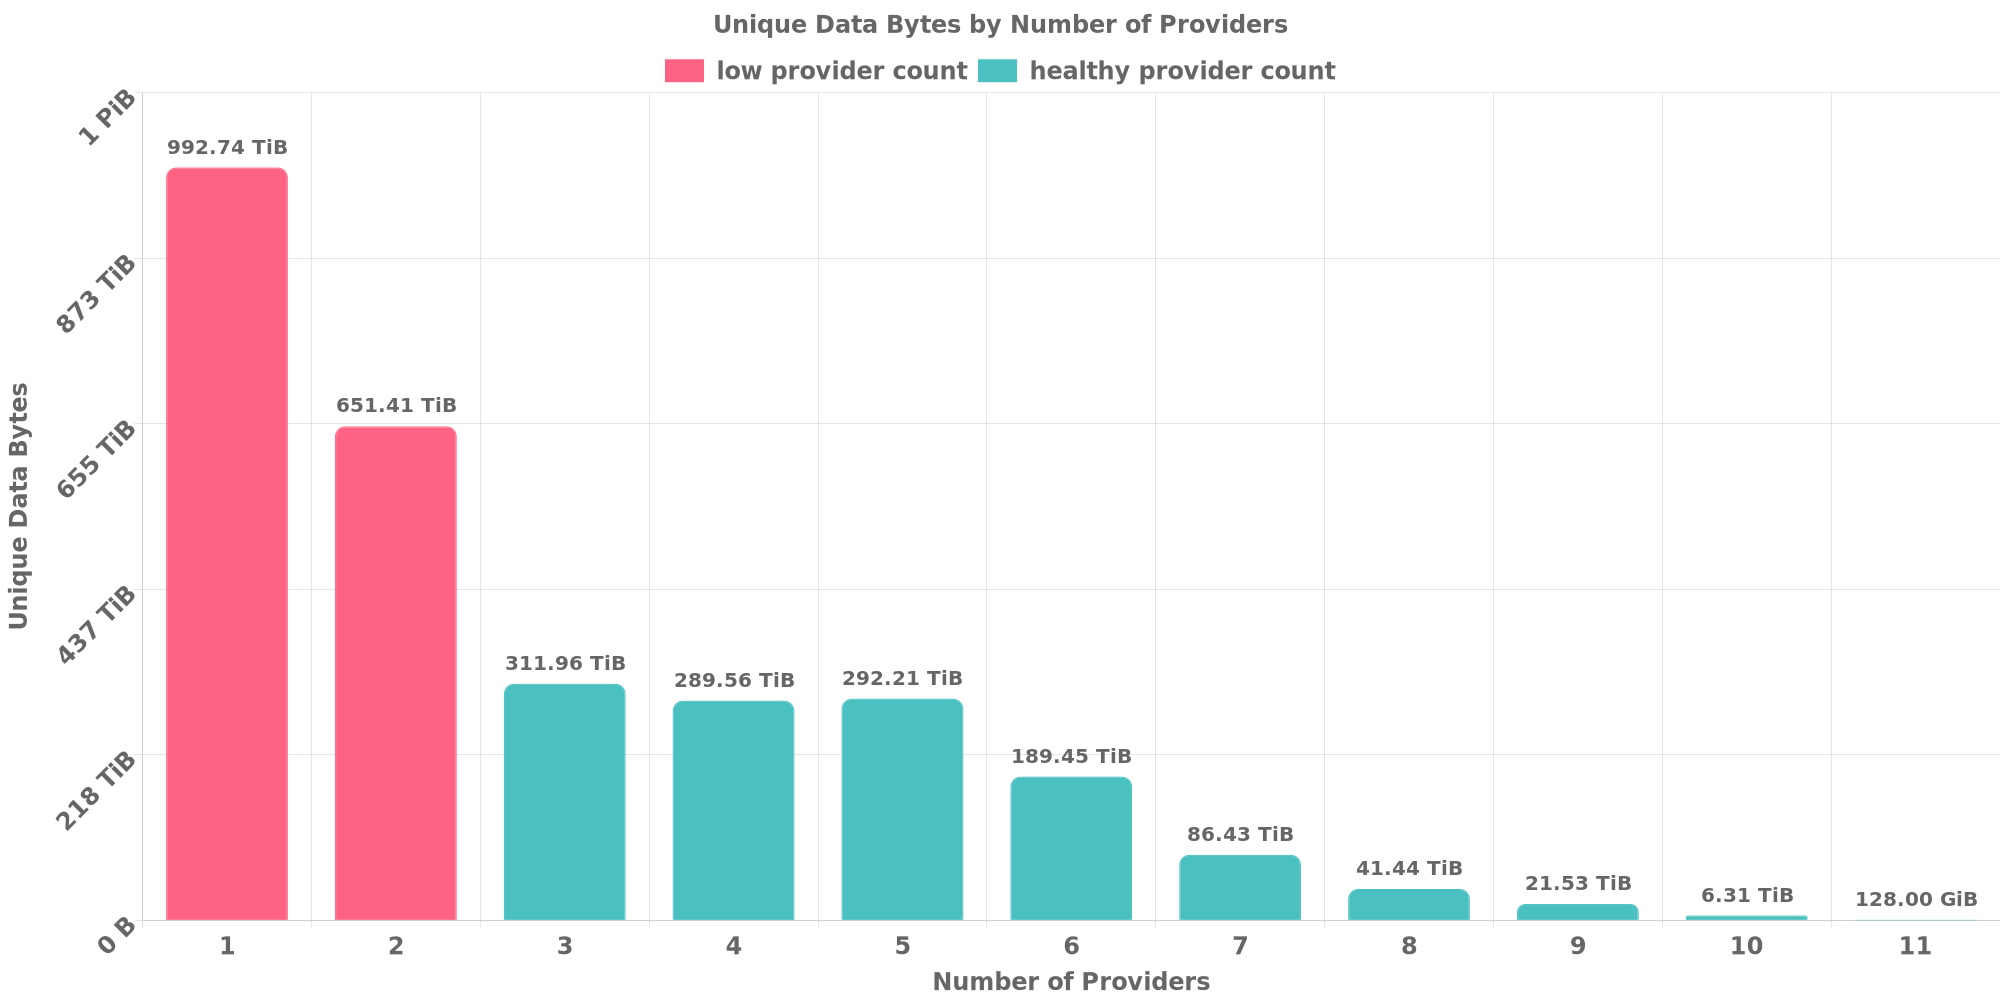 Unique Data Bytes by Number of Providers
low provider count healthy provider count
1 PiB
873 TiB
655 TiB
437 TiB
218 TiB
0 B
Unique Data Bytes
992.74 TiB
651.41 TiB
311.96 TiB
289.56 TiB
292.21 TiB
189.45 TiB
86.43 TiB
41.44 TiB
21.53 TiB
6.31 TiB
128.00 GiB
1 2 3 4 5 6 7 8 9 10 11
Number of Providers